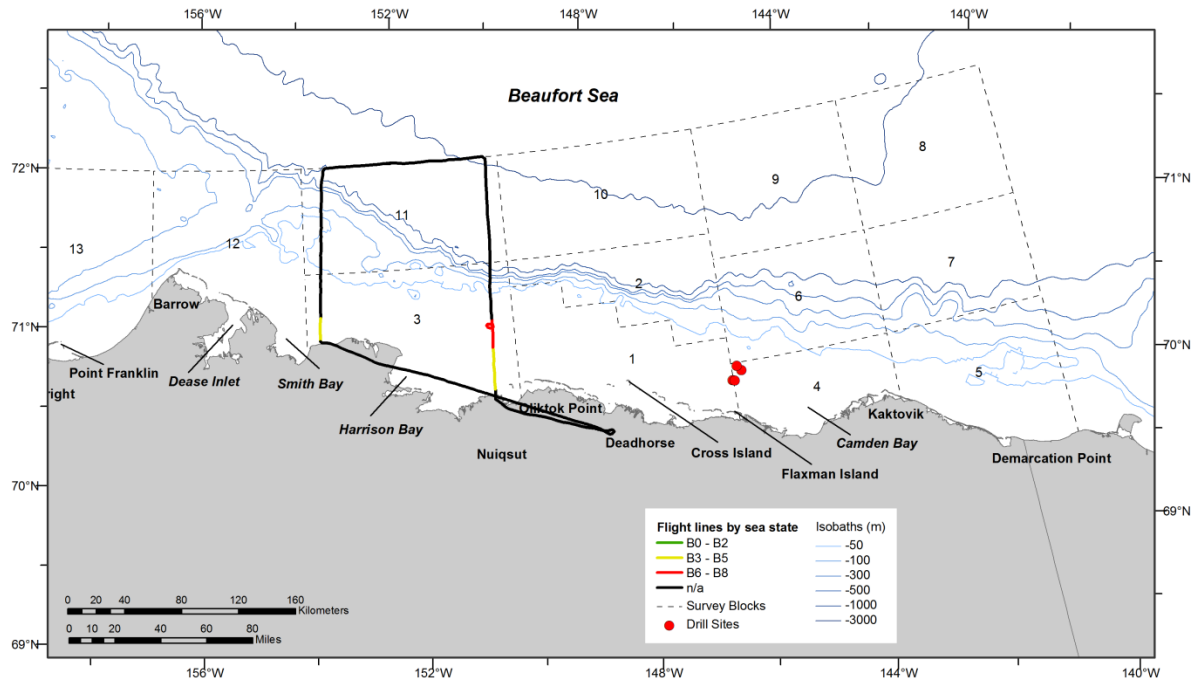 156°W 152°W 148°W 144°W 140°W
Beaufort Sea
72°N
71°N
8
9
10
11
13
12
7
2
6
3
71°N
70°N
Barrow
1
5
4
Point Franklin
Dease Inlet
Smith Bay
right
Harrison Bay
Oliktok Point
Kaktovik
Deadhorse
Camden Bay
Nuiqsut
Cross Island
Demarcation Point
Flaxman Island
70°N
69°N
Flight lines by sea state
B0 - B2
B3 - B5
B6 - B8
n/a
Survey Blocks
Drill Sites
Isobaths (m)
-50
-100
-300
-500
-1000
-3000
0 20 40 80 120 160
Kilometers
0 10 20 40 60 80
Miles
69°N
156°W 152°W 148°W 144°W 140°W